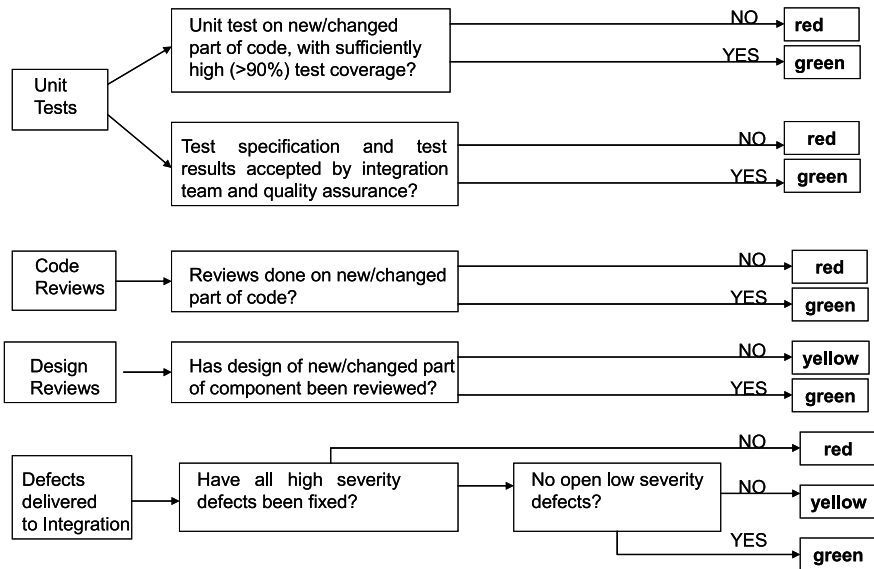 Unit
Tests
Unit test on new/changed
part of code, with sufficiently
high (>90%) test coverage?
NO
red
YES
green
Test specification and test
results accepted by integration
team and quality assurance?
NO
red
YES
green
Code
Reviews
Reviews done on new/changed
part of code?
NO
red
YES
green
Design
Reviews
Has design of new/changed part
of component been reviewed?
NO
yellow
YES
green
Defects
delivered
to Integration
Have all high severity
defects been fixed?
NO
red
No open low severity
defects?
NO
yellow
YES
green